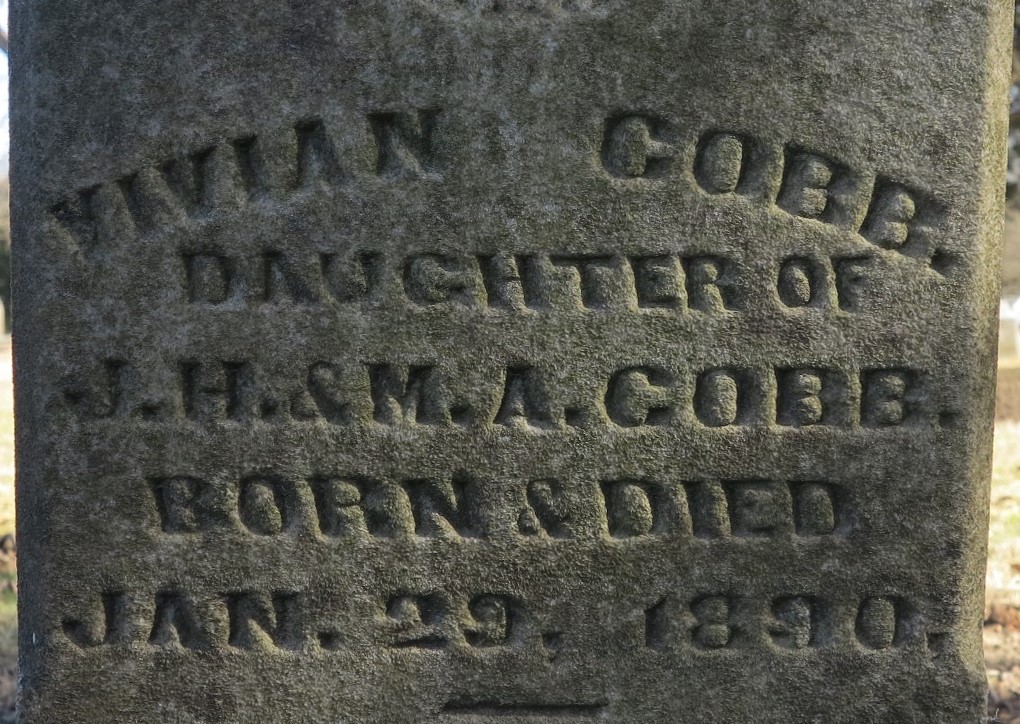 VIVIAN COBB.
DAUGHTER OF
J. H. & M. A. COBB.
BORN & DIED
JAN. 29, 1890.